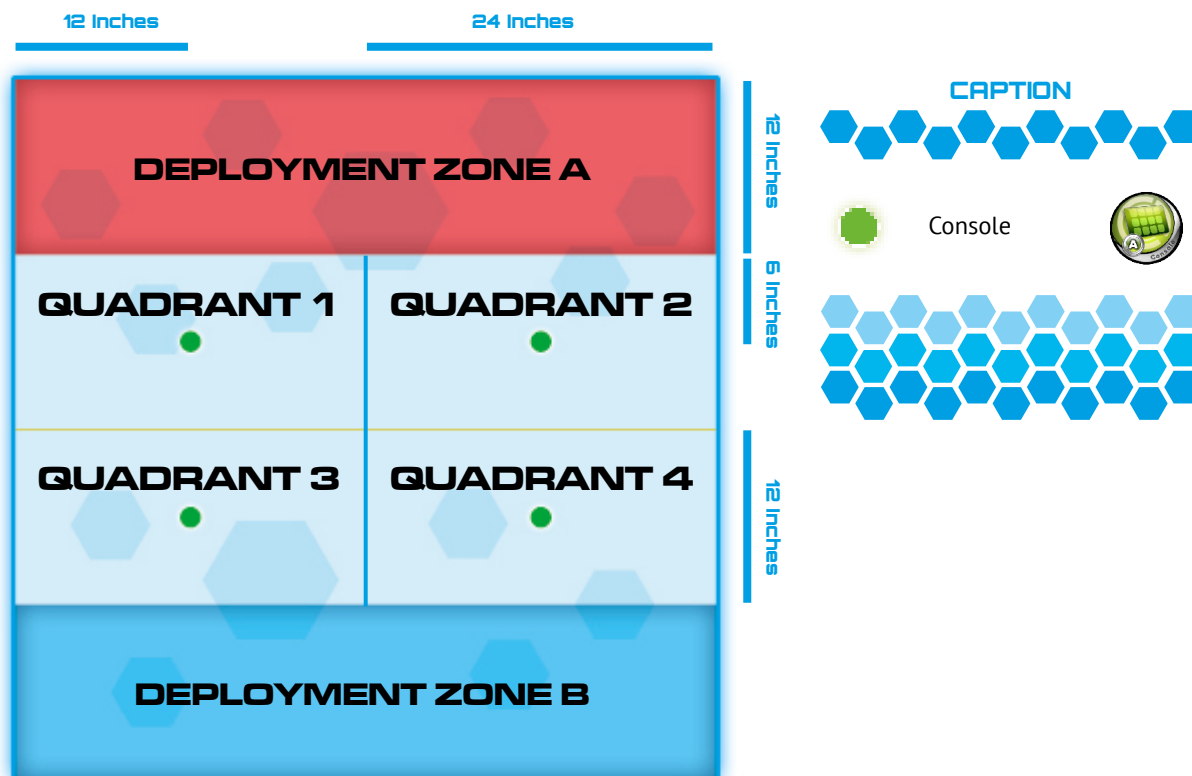 12 Inches
24 Inches
DEPLOYMENT ZONE A
12 Inches
QUADRANT 1
QUADRANT 2
6 Inches
QUADRANT 3
QUADRANT 4
12 Inches
DEPLOYMENT ZONE B
CAPTION
Console
A
Console